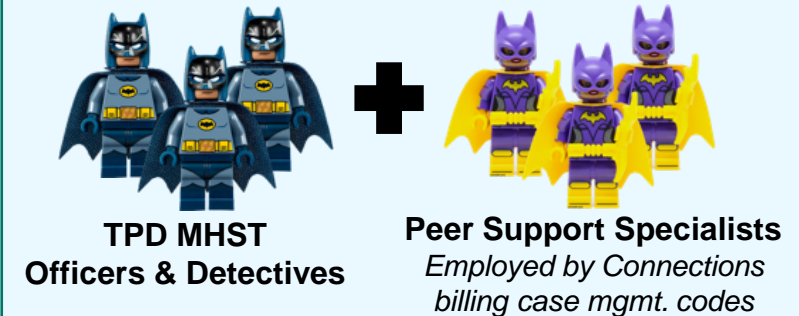 TPD MHST
Officers & Detectives
Peer Support Specialists
Employed by Connections
billing case mgmt. codes